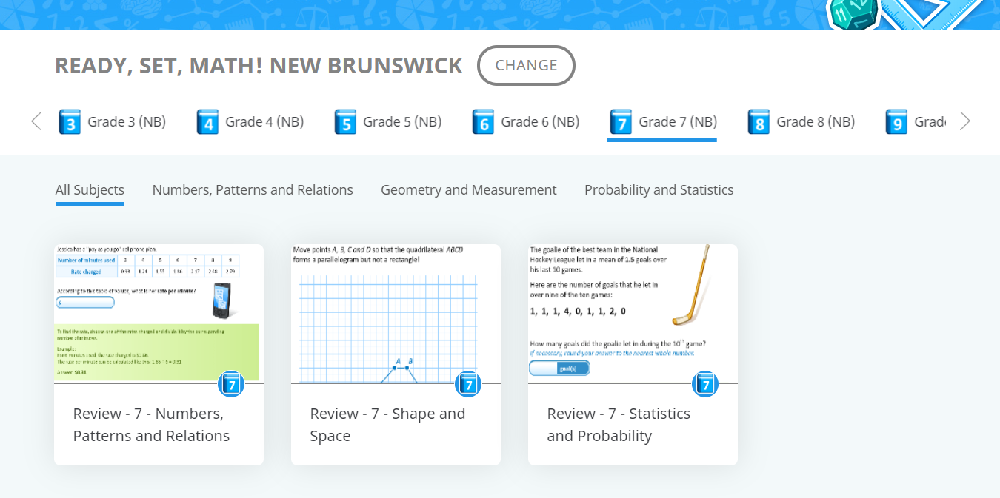 READY, SET, MATH! NEW BRUNSWICK CHANGE
3 Grade 3 (NB) 4 Grade 4 (NB) 5 Grade 5 (NB) 6 Grade 6 (NB) 7 Grade 7 (NB) 8 Grade 8 (NB) 9
All Subjects Numbers, Patterns and Relations Geometry and Measurement Probability and Statistics
Jessica has a "pay as you go" cell phone plan.
Number of minutes used 3 4 5 6 7 8 9
Rate charged 0.93 1.24 1.55 1.86 2.17 2.48 2.79
According to this table of values, what is her rate per minute?
$
To find the rate, choose one of the rates charged and divide it by the corresponding
number of minutes.
Example:
For 6 minutes used, the rate charged is $1.86.
The rate per minute can be calculated like this: 1.86 ÷ 6 = 0.31
Answer: $0.31
7
Review - 7 - Numbers,
Patterns and Relations
Move points A, B, C and D so that the quadrilateral ABCD
forms a parallelogram but not a rectangle!
A B
7
Review - 7 - Shape and
Space
The goalie of the best team in the National
Hockey League let in a mean of 1.5 goals over
his last 10 games.
Here are the number of goals that he let in
over nine of the ten games:
1, 1, 1, 4, 0, 1, 1, 2, 0
How many goals did the goalie let in during the 10th game?
If necessary, round your answer to the nearest whole number.
goal(s)
7
Review - 7 - Statistics
and Probability